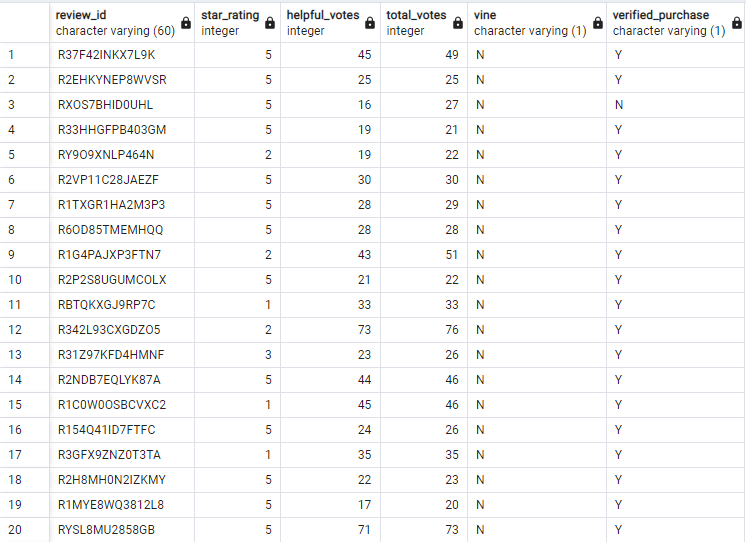 review_id star_rating helpful_votes total_votes vine verified_purchase
character varying (60) integer integer integer character varying (1) character varying (1)
1 R37F42INKX7L9K 5 45 49 N Y
2 R2EHKYNEP8WVSR 5 25 25 N Y
3 RXOS7BHID0UHL 5 16 27 N N
4 R33HHGFPB403GM 5 19 21 N Y
5 RY9O9XNLP464N 2 19 22 N Y
6 R2VP11C28JAEZF 5 30 30 N Y
7 R1TXGR1HA2M3P3 5 28 29 N Y
8 R6OD85TMEMHQQ 5 28 28 N Y
9 R1G4PAJXP3FTN7 2 43 51 N Y
10 R2P2S8UGUMCOLX 5 21 22 N Y
11 RBTQKXGJ9RP7C 1 33 33 N Y
12 R342L93CXGDZO5 2 73 76 N Y
13 R31Z97KFD4HMNF 3 23 26 N Y
14 R2NDB7EQLYK87A 5 44 46 N Y
15 R1C0W0OSBCVXC2 1 45 46 N Y
16 R154Q41ID7FTFC 5 24 26 N Y
17 R3GFX9ZNZ0T3TA 1 35 35 N Y
18 R2H8MH0N2IZKMY 5 22 23 N Y
19 R1MYE8WQ3812L8 5 17 20 N Y
20 RYSL8MU2858GB 5 71 73 N Y